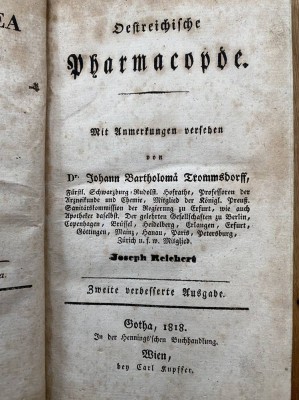 EA
Oestreichische
Pharmacopöe.
Mit Anmerkungen versehen
von
Dr. Johann Bartholomä Trommsdorff,
Fürstl. Schwarzburg-Rudolst. Hofrathe, Professoren der
Arzneikunde und Chemie, Mitglied der Königl. Preuß.
Sanitätskommission der Regierung zu Erfurt, wie auch
Apotheker daselbst. Der gelehrten Gesellschaften zu Berlin,
Copenhagen, Brüssel, Heidelberg, Erlangen, Erfurt,
Göttingen, Mainz, Hanau, Paris, Petersburg,
Zürich u. s. w. Mitglied.
Joseph Reichert
Zweite verbesserte Ausgabe.
Gotha, 1818.
In der Hennings'schen Buchhandlung.
Wien,
bey Carl Kupffer.